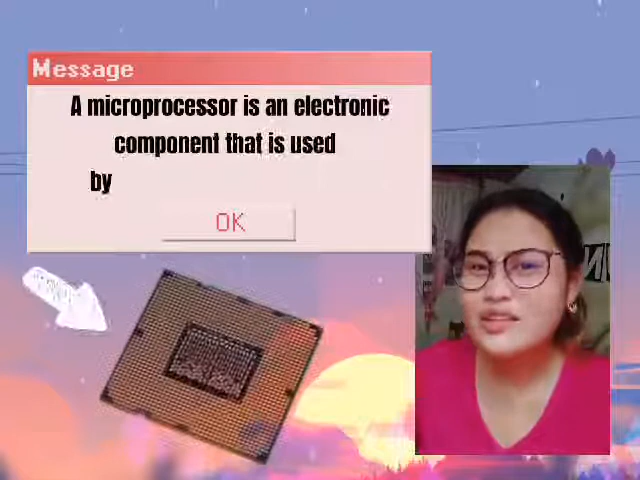 Message
A microprocessor is an electronic
component that is used
by
OK